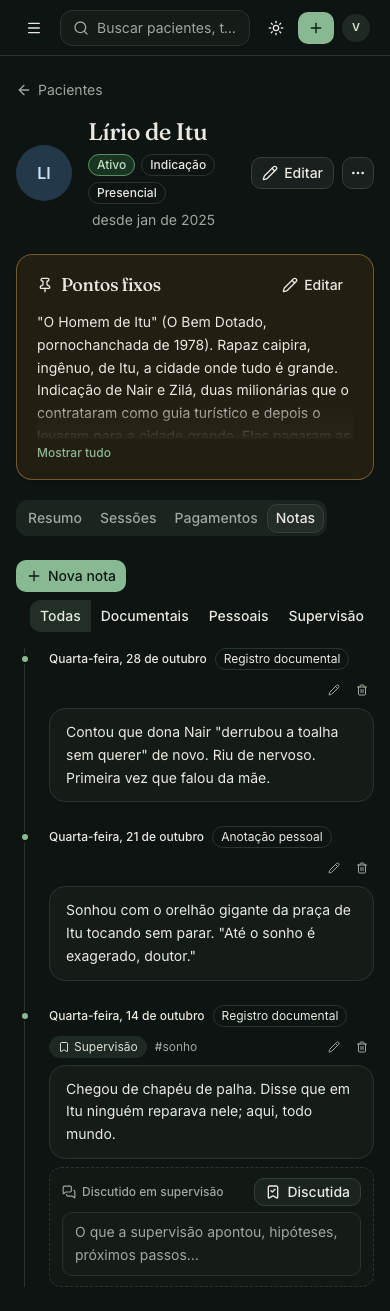 Buscar pacientes, t...
V
Pacientes
LI
Lírio de Itu
Ativo
Indicação
Presencial
desde jan de 2025
Editar
Pontos fixos
Editar
"O Homem de Itu" (O Bem Dotado,
pornochanchada de 1978). Rapaz caipira,
ingênuo, de Itu, a cidade onde tudo é grande.
Indicação de Nair e Zilá, duas milionárias que o
contrataram como guia turístico e depois o
levaram para a cidade grande. Elas pagaram as
Mostrar tudo
Resumo Sessões Pagamentos Notas
Nova nota
Todas Documentais Pessoais Supervisão
Quarta-feira, 28 de outubro Registro documental
Contou que dona Nair "derrubou a toalha
sem querer" de novo. Riu de nervoso.
Primeira vez que falou da mãe.
Quarta-feira, 21 de outubro Anotação pessoal
Sonhou com o orelhão gigante da praça de
Itu tocando sem parar. "Até o sonho é
exagerado, doutor."
Quarta-feira, 14 de outubro Registro documental
Supervisão #sonho
Chegou de chapéu de palha. Disse que em
Itu ninguém reparava nele; aqui, todo
mundo.
Discutido em supervisão Discutida
O que a supervisão apontou, hipóteses,
próximos passos...